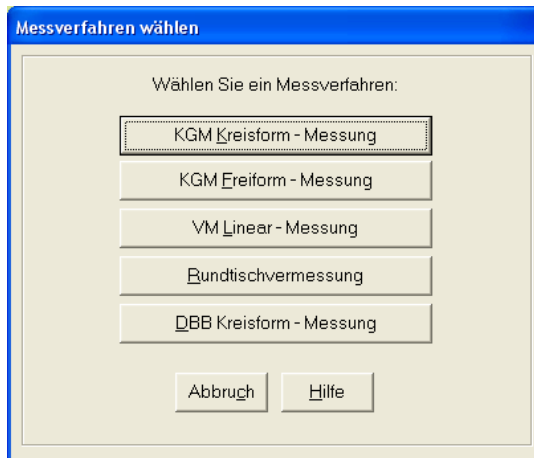 Messverfahren wählen
Wählen Sie ein Messverfahren:
KGM Kreisform - Messung
KGM Freiform - Messung
VM Linear - Messung
Rundtischvermessung
DBB Kreisform - Messung
Abbruch Hilfe